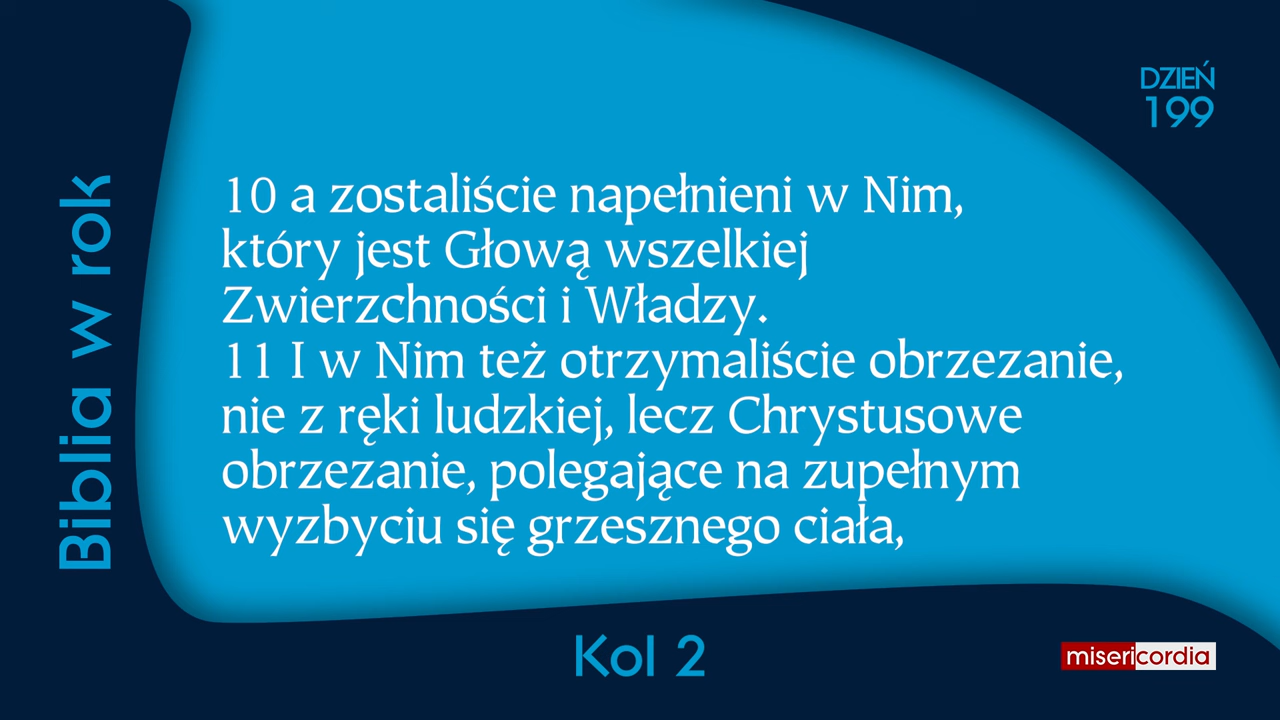 DZIEŃ
199
Biblia w rok
10 a zostaliście napełnieni w Nim,
który jest Głową wszelkiej
Zwierzchności i Władzy.
11 I w Nim też otrzymaliście obrzezanie,
nie z ręki ludzkiej, lecz Chrystusowe
obrzezanie, polegające na zupełnym
wyzbyciu się grzesznego ciała,
Kol 2
misericordia